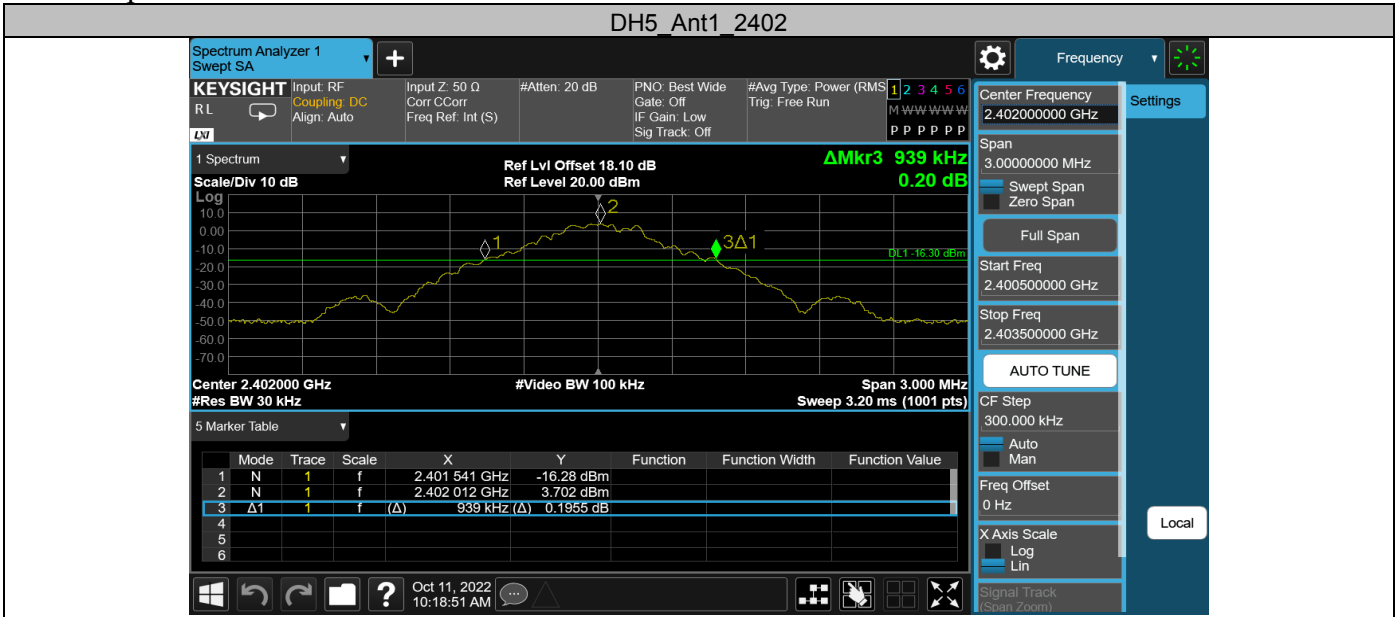 DH5_Ant1_2402
Spectrum Analyzer 1
Swept SA
+
Frequency
KEYSIGHT
RL
LXI
Input: RF
Coupling: DC
Align: Auto
Input Z: 50 Ω
Corr CCorr
Freq Ref: Int (S)
#Atten: 20 dB
PNO: Best Wide
Gate: Off
IF Gain: Low
Sig Track: Off
#Avg Type: Power (RMS
Trig: Free Run
1 2 3 4 5 6
M W W W W W
P P P P P P
1 Spectrum
Scale/Div 10 dB
Ref Lvl Offset 18.10 dB
Ref Level 20.00 dBm
ΔMkr3 939 kHz
0.20 dB
Log
10.0
0.00
-10.0
-20.0
-30.0
-40.0
-50.0
-60.0
-70.0
1
2
3Δ1
DL1 -16.30 dBm
Center 2.402000 GHz
#Video BW 100 kHz
Span 3.000 MHz
#Res BW 30 kHz
Sweep 3.20 ms (1001 pts)
5 Marker Table
Mode Trace Scale X Y Function Function Width Function Value
1 N 1 f 2.401 541 GHz -16.28 dBm
2 N 1 f 2.402 012 GHz 3.702 dBm
3 Δ1 1 f (Δ) 939 kHz (Δ) 0.1955 dB
4
5
6
?
Oct 11, 2022
10:18:51 AM
Center Frequency
2.402000000 GHz
Span
3.00000000 MHz
Swept Span
Zero Span
Full Span
Start Freq
2.400500000 GHz
Stop Freq
2.403500000 GHz
AUTO TUNE
CF Step
300.000 kHz
Auto
Man
Freq Offset
0 Hz
X Axis Scale
Log
Lin
Signal Track
(Span Zoom)
Settings
Local